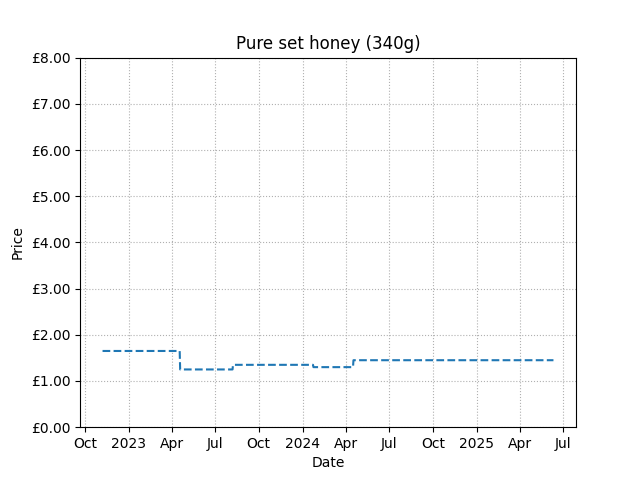 Pure set honey (340g)
£8.00
£7.00
£6.00
£5.00
£4.00
£3.00
£2.00
£1.00
£0.00
Price
Oct 2023 Apr Jul Oct 2024 Apr Jul Oct 2025 Apr Jul
Date